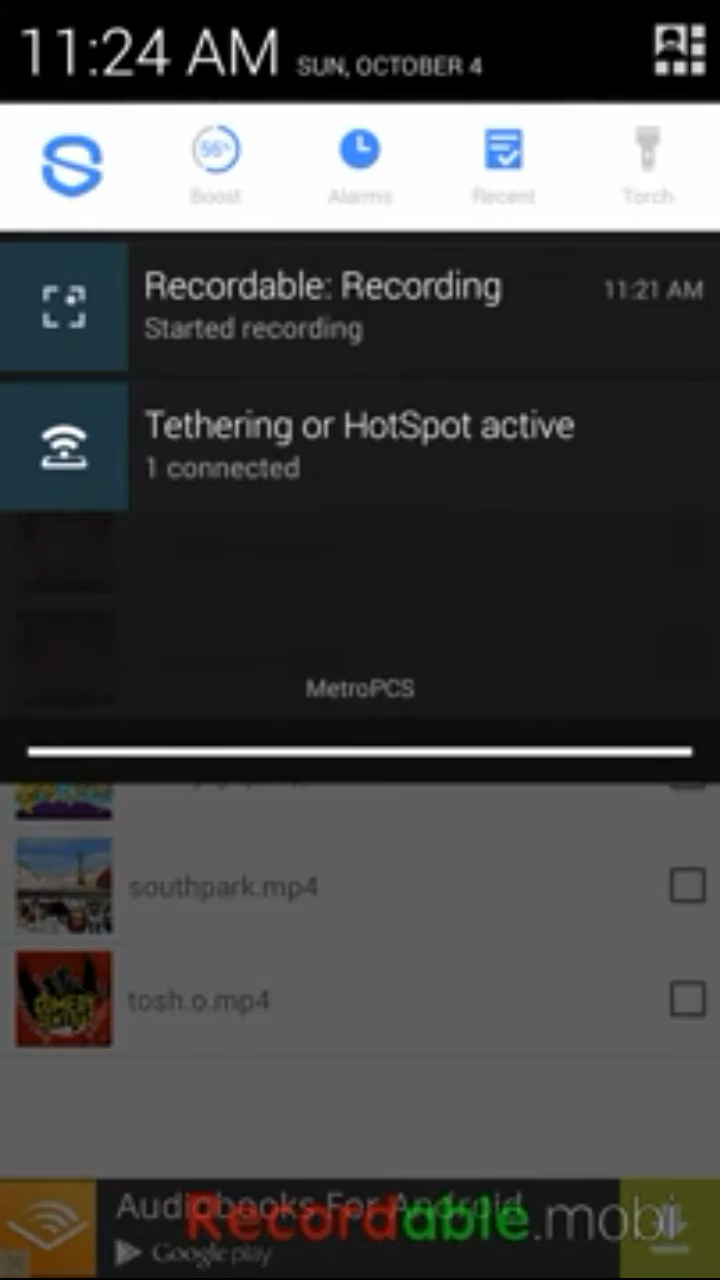 11:24 AM SUN, OCTOBER 4
56%
Boost
Alarms
Recent
Torch
Recordable: Recording 11:21 AM
Started recording
Tethering or HotSpot active
1 connected
MetroPCS
southpark.mp4
tosh.o.mp4
Audiobooks For Android
Recordable.mobi
Google play